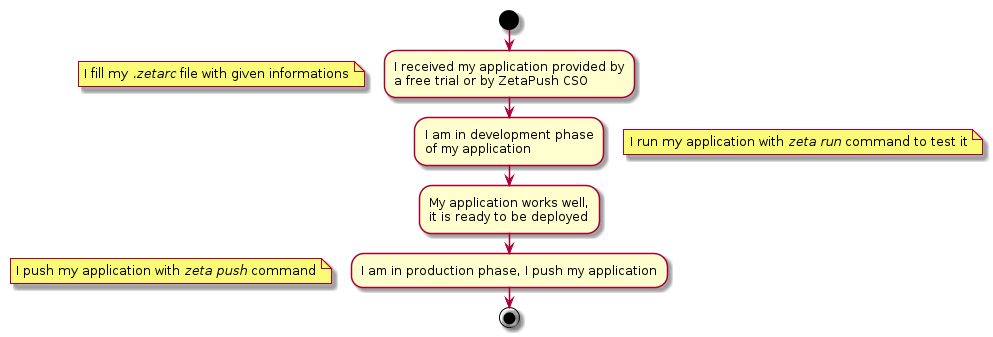 I received my application provided by
a free trial or by ZetaPush CSO
I fill my .zetarc file with given informations
I am in development phase
of my application
I run my application with zeta run command to test it
My application works well,
it is ready to be deployed
I am in production phase, I push my application
I push my application with zeta push command